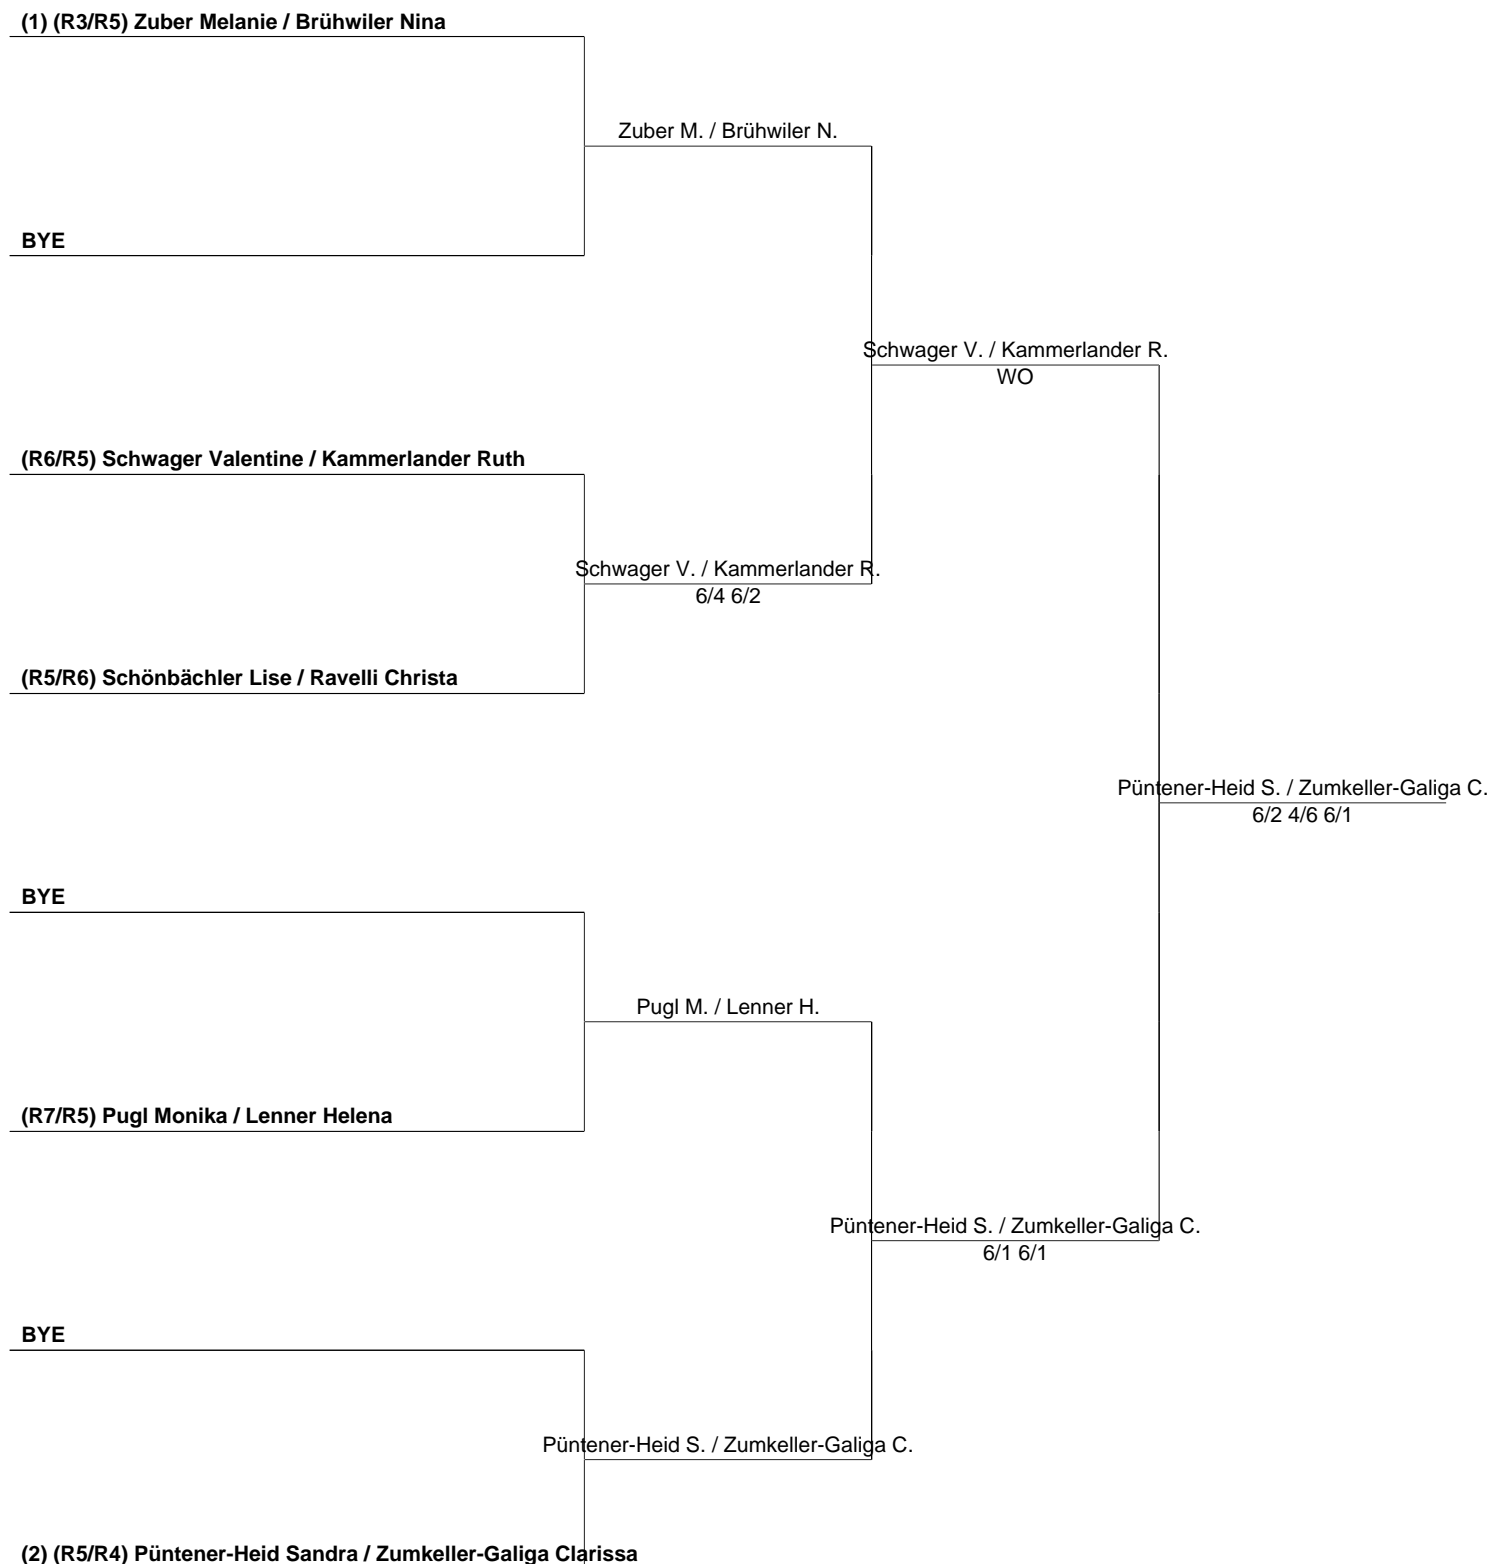 (1) (R3/R5) Zuber Melanie / Brühwiler Nina
Zuber M. / Brühwiler N.
BYE
Schwager V. / Kammerlander R.
WO
(R6/R5) Schwager Valentine / Kammerlander Ruth
Schwager V. / Kammerlander R.
6/4 6/2
(R5/R6) Schönbächler Lise / Ravelli Christa
Püntener-Heid S. / Zumkeller-Galiga C.
6/2 4/6 6/1
BYE
Pugl M. / Lenner H.
(R7/R5) Pugl Monika / Lenner Helena
Püntener-Heid S. / Zumkeller-Galiga C.
6/1 6/1
BYE
Püntener-Heid S. / Zumkeller-Galiga C.
(2) (R5/R4) Püntener-Heid Sandra / Zumkeller-Galiga Clarissa